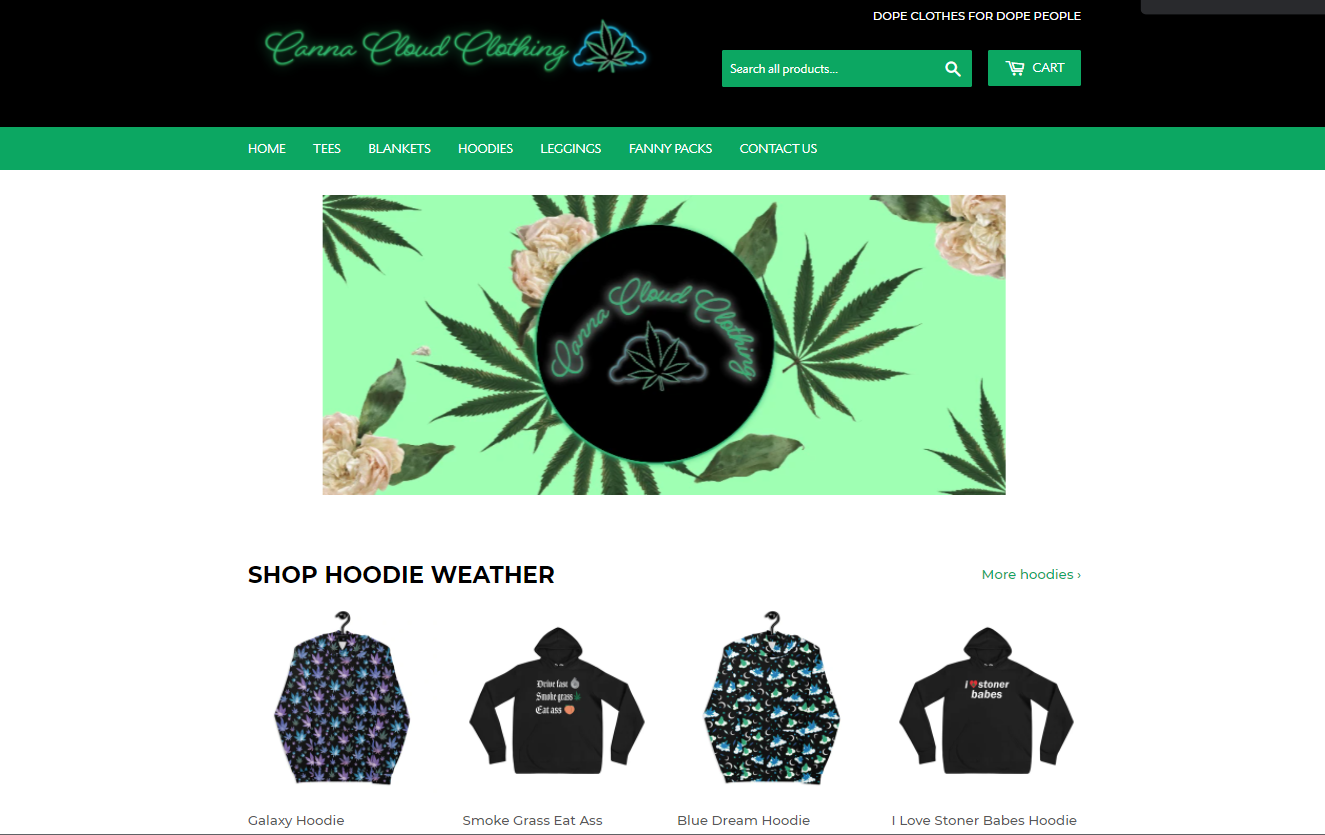 DOPE CLOTHES FOR DOPE PEOPLE
Canna Cloud Clothing
Search all products...
CART
HOME TEES BLANKETS HOODIES LEGGINGS FANNY PACKS CONTACT US
Canna Cloud Clothing
SHOP HOODIE WEATHER
More hoodies ›
Drive fast
Smoke grass
Eat ass
i stoner
babes
Galaxy Hoodie
Smoke Grass Eat Ass
Blue Dream Hoodie
I Love Stoner Babes Hoodie